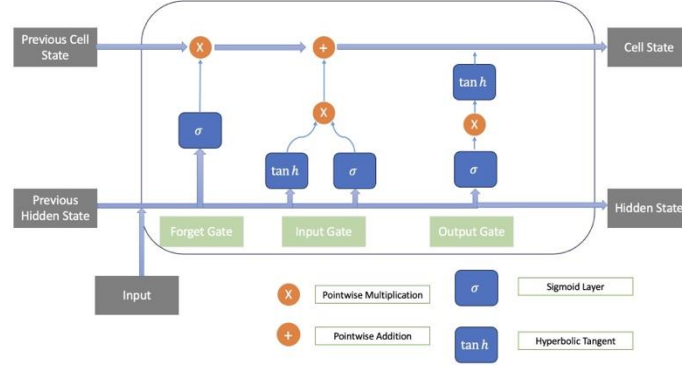 Previous Cell
State
X
+
Cell State
tan h
X
X
σ
tan h
σ
σ
Previous
Hidden State
Hidden State
Forget Gate
Input Gate
Output Gate
Input
X
Pointwise Multiplication
σ
Sigmoid Layer
+
Pointwise Addition
tan h
Hyperbolic Tangent